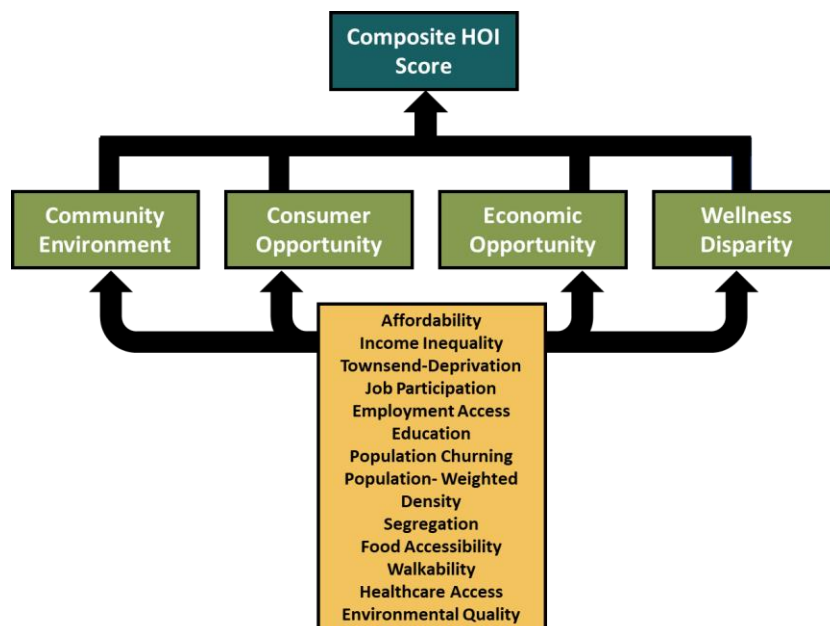 Composite HOI
Score
Community
Environment
Consumer
Opportunity
Economic
Opportunity
Wellness
Disparity
Affordability
Income Inequality
Townsend-Deprivation
Job Participation
Employment Access
Education
Population Churning
Population- Weighted
Density
Segregation
Food Accessibility
Walkability
Healthcare Access
Environmental Quality